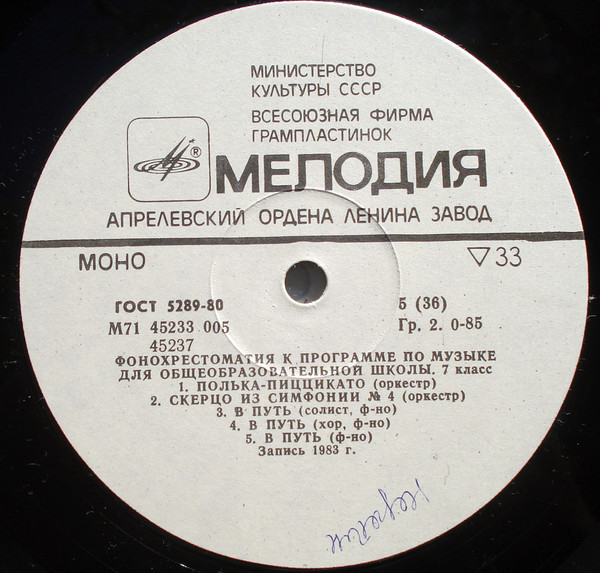 МИНИСТЕРСТВО
КУЛЬТУРЫ СССР
ВСЕСОЮЗНАЯ ФИРМА
ГРАМПЛАСТИНОК
® МЕЛОДИЯ
АПРЕЛЕВСКИЙ ОРДЕНА ЛЕНИНА ЗАВОД
МОНО ▽33
ГОСТ 5289-80 5 (36)
М71 45233 005 Гр. 2. 0-85
45237
ФОНОХРЕСТОМАТИЯ К ПРОГРАММЕ ПО МУЗЫКЕ
ДЛЯ ОБЩЕОБРАЗОВАТЕЛЬНОЙ ШКОЛЫ. 7 класс
1. ПОЛЬКА-ПИЦЦИКАТО (оркестр)
2. СКЕРЦО ИЗ СИМФОНИИ № 4 (оркестр)
3. В ПУТЬ (солист, ф-но)
4. В ПУТЬ (хор, ф-но)
5. В ПУТЬ (ф-но)
Запись 1983 г.